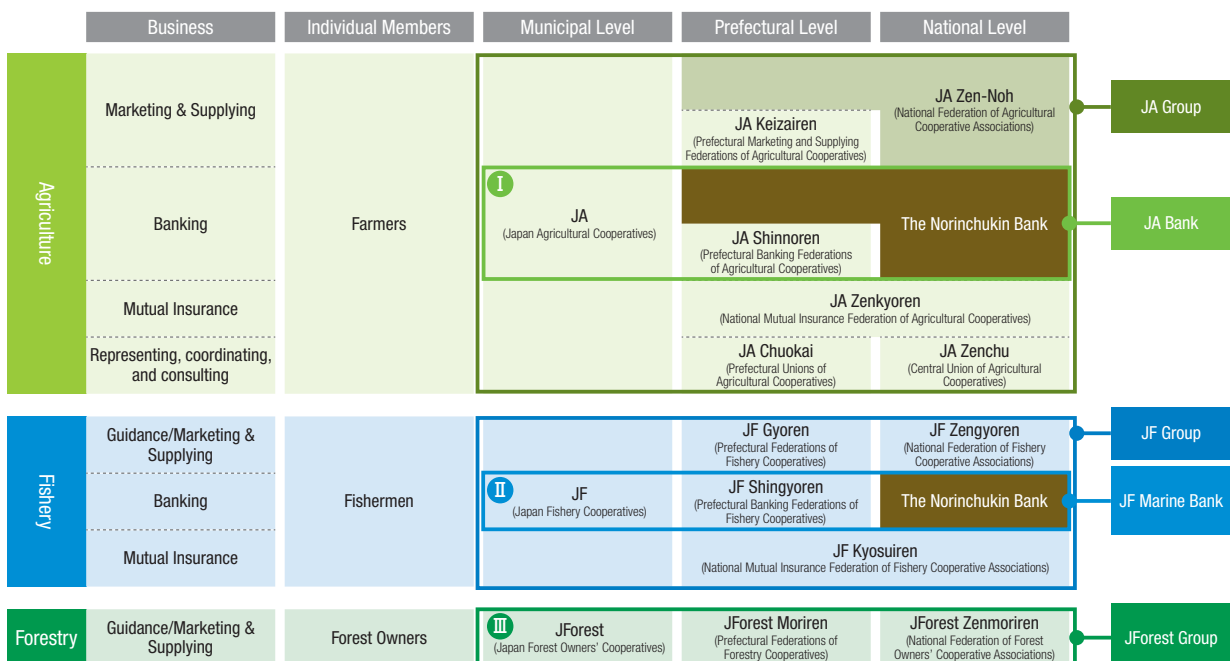 Business
Individual Members
Municipal Level
Prefectural Level
National Level
Agriculture
Marketing & Supplying
JA Zen-Noh
(National Federation of Agricultural
Cooperative Associations)
JA Group
JA Keizairen
(Prefectural Marketing and Supplying
Federations of Agricultural Cooperatives)
Banking
Farmers
I
JA
(Japan Agricultural Cooperatives)
The Norinchukin Bank
JA Bank
JA Shinnoren
(Prefectural Banking Federations
of Agricultural Cooperatives)
Mutual Insurance
JA Zenkyoren
(National Mutual Insurance Federation of Agricultural Cooperatives)
Representing, coordinating,
and consulting
JA Chuokai
(Prefectural Unions of
Agricultural Cooperatives)
JA Zenchu
(Central Union of Agricultural
Cooperatives)
Fishery
Guidance/Marketing &
Supplying
JF Gyoren
(Prefectural Federations of
Fishery Cooperatives)
JF Zengyoren
(National Federation of Fishery
Cooperative Associations)
JF Group
Banking
Fishermen
II
JF
(Japan Fishery Cooperatives)
JF Shingyoren
(Prefectural Banking Federations of
Fishery Cooperatives)
The Norinchukin Bank
JF Marine Bank
Mutual Insurance
JF Kyosuiren
(National Mutual Insurance Federation of Fishery Cooperative Associations)
Forestry
Guidance/Marketing &
Supplying
Forest Owners
III
JForest
(Japan Forest Owners' Cooperatives)
JForest Moriren
(Prefectural Federations of
Forestry Cooperatives)
JForest Zenmoriren
(National Federation of Forest
Owners' Cooperative Associations)
JForest Group